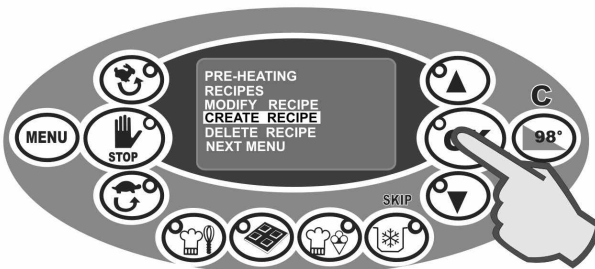 PRE-HEATING
RECIPES
MODIFY RECIPE
CREATE RECIPE
DELETE RECIPE
NEXT MENU
MENU
STOP
C
98°
SKIP